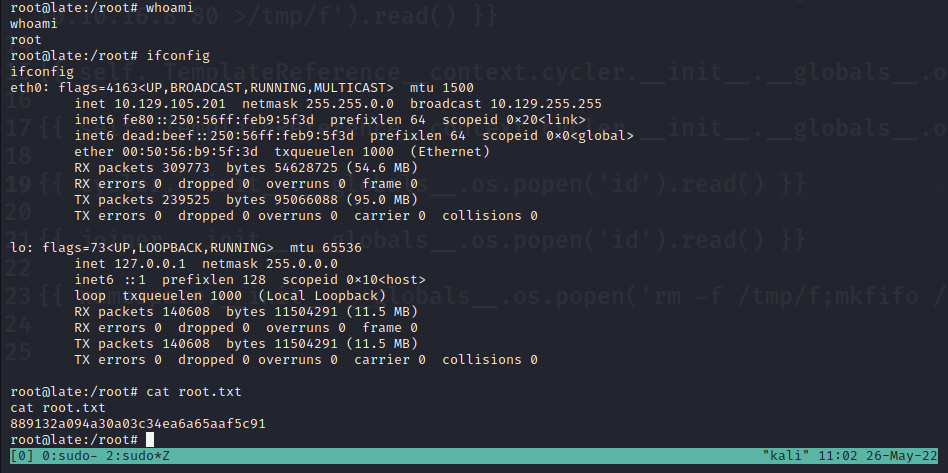 root@late:/root# whoami
whoami
root
root@late:/root# ifconfig
ifconfig
eth0: flags=4163<UP,BROADCAST,RUNNING,MULTICAST>  mtu 1500
        inet 10.129.105.201  netmask 255.255.0.0  broadcast 10.129.255.255
        inet6 fe80::250:56ff:feb9:5f3d  prefixlen 64  scopeid 0×20<link>
        inet6 dead:beef::250:56ff:feb9:5f3d  prefixlen 64  scopeid 0×0<global>
        ether 00:50:56:b9:5f:3d  txqueuelen 1000  (Ethernet)
        RX packets 309773  bytes 54628725 (54.6 MB)
        RX errors 0  dropped 0  overruns 0  frame 0
        TX packets 239525  bytes 95066088 (95.0 MB)
        TX errors 0  dropped 0 overruns 0  carrier 0  collisions 0
lo: flags=73<UP,LOOPBACK,RUNNING>  mtu 65536
        inet 127.0.0.1  netmask 255.0.0.0
        inet6 ::1  prefixlen 128  scopeid 0×10<host>
        loop  txqueuelen 1000  (Local Loopback)
        RX packets 140608  bytes 11504291 (11.5 MB)
        RX errors 0  dropped 0  overruns 0  frame 0
        TX packets 140608  bytes 11504291 (11.5 MB)
        TX errors 0  dropped 0 overruns 0  carrier 0  collisions 0
root@late:/root# cat root.txt
cat root.txt
889132a094a30a03c34ea6a65aaf5c91
root@late:/root#
[0] 0:sudo- 2:sudo*Z "kali" 11:02 26-May-22